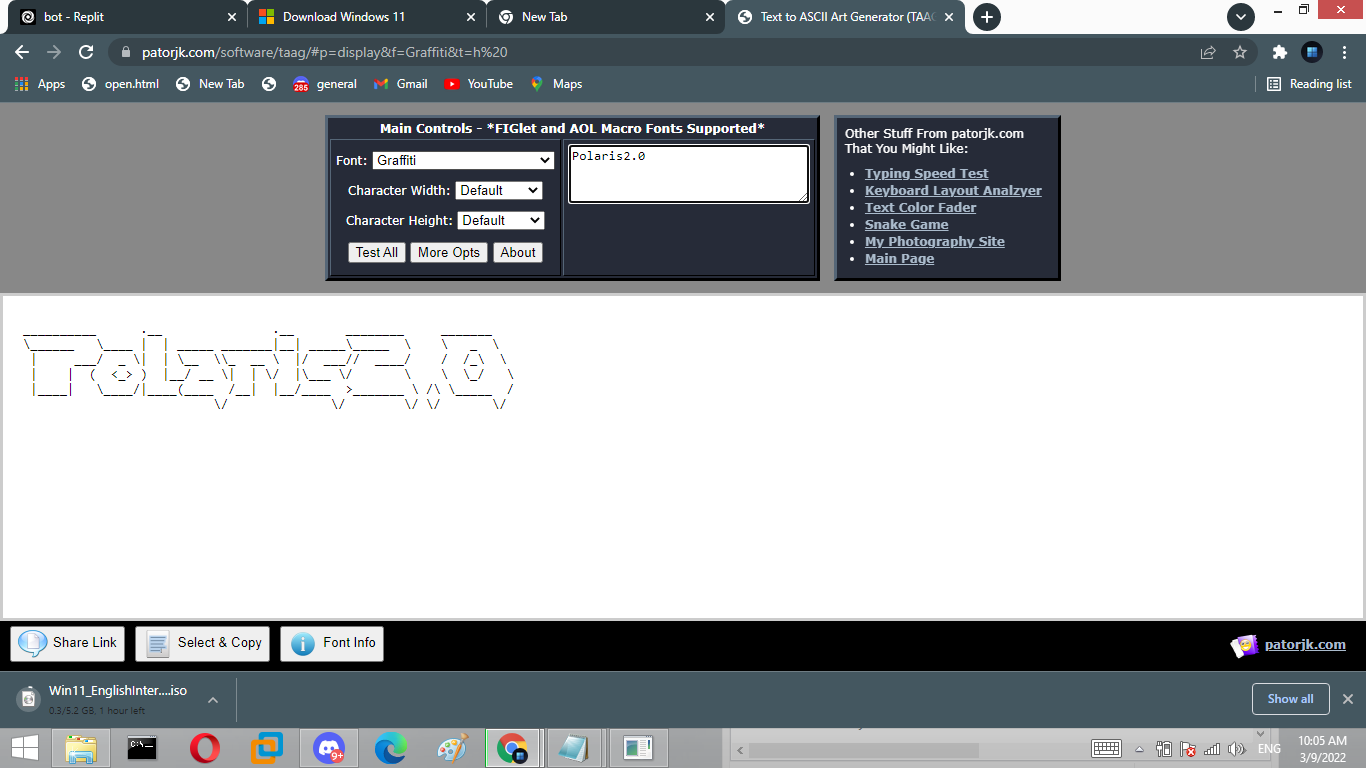 bot - Replit
Download Windows 11
New Tab
Text to ASCII Art Generator (TAAG
patorjk.com/software/taag/#p=display&f=Graffiti&t=h%20
Apps
open.html
New Tab
285
general
Gmail
YouTube
Maps
Reading list
Main Controls - *FIGlet and AOL Macro Fonts Supported*
Font: Graffiti
Character Width: Default
Character Height: Default
Test All More Opts About
Polaris2.0
Other Stuff From patorjk.com
That You Might Like:
Typing Speed Test
Keyboard Layout Analzyer
Text Color Fader
Snake Game
My Photography Site
Main Page
Polaris2.0
Share Link
Select & Copy
Font Info
patorjk.com
Win11_EnglishInter....iso
0.3/5.2 GB, 1 hour left
Show all
C:\
9+
ENG
10:05 AM
3/9/2022